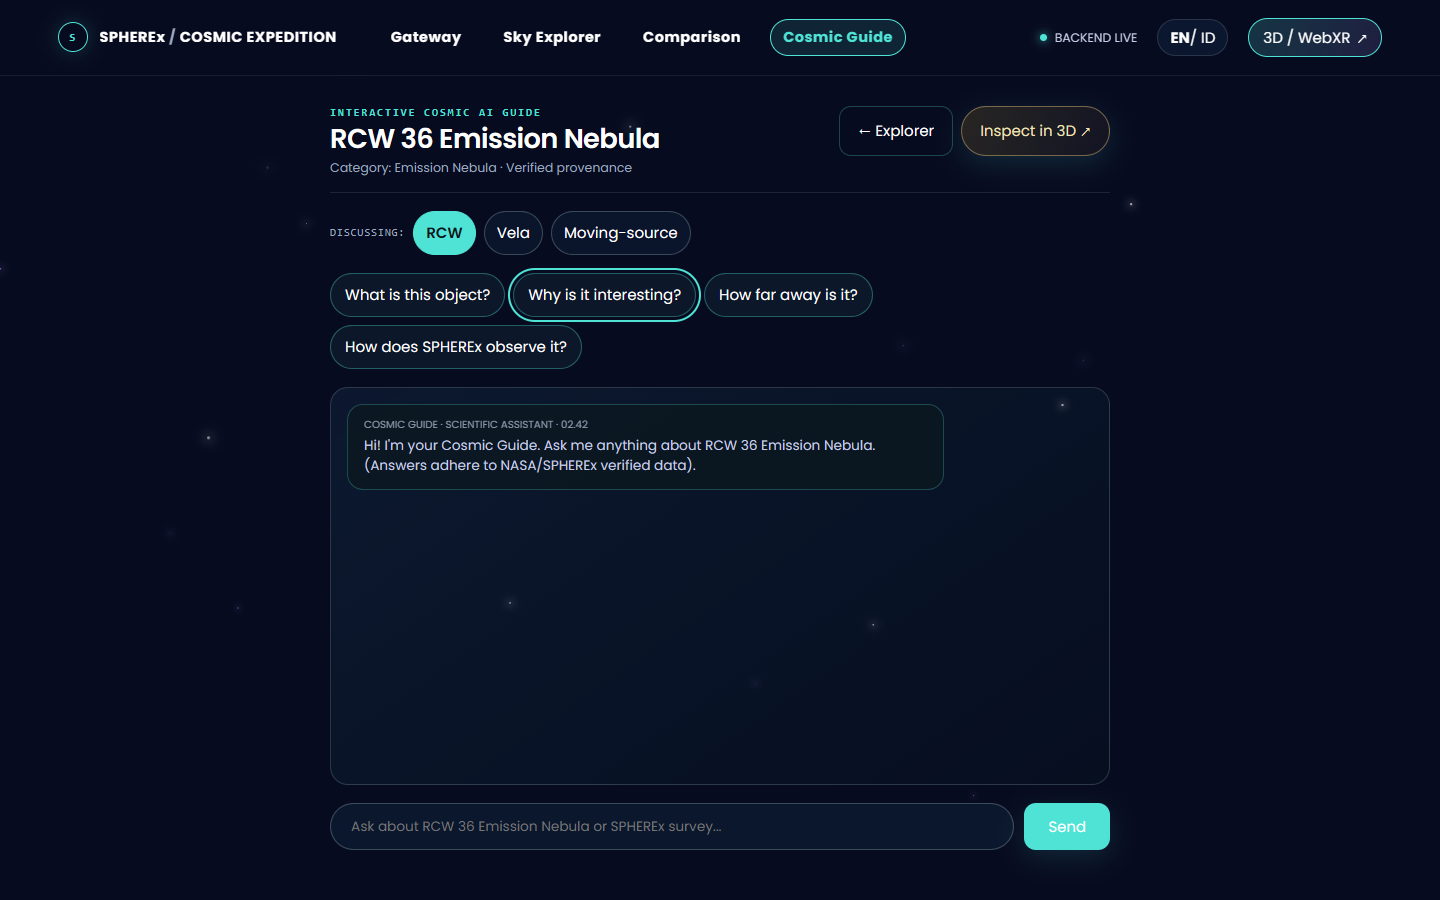 S SPHEREx / COSMIC EXPEDITION Gateway Sky Explorer Comparison Cosmic Guide BACKEND LIVE EN/ ID 3D / WebXR ↗
INTERACTIVE COSMIC AI GUIDE
RCW 36 Emission Nebula
Category: Emission Nebula · Verified provenance
← Explorer Inspect in 3D ↗
DISCUSSING: RCW Vela Moving-source
What is this object? Why is it interesting? How far away is it?
How does SPHEREx observe it?
COSMIC GUIDE · SCIENTIFIC ASSISTANT · 02.42
Hi! I'm your Cosmic Guide. Ask me anything about RCW 36 Emission Nebula.
(Answers adhere to NASA/SPHEREx verified data).
Ask about RCW 36 Emission Nebula or SPHEREx survey... Send